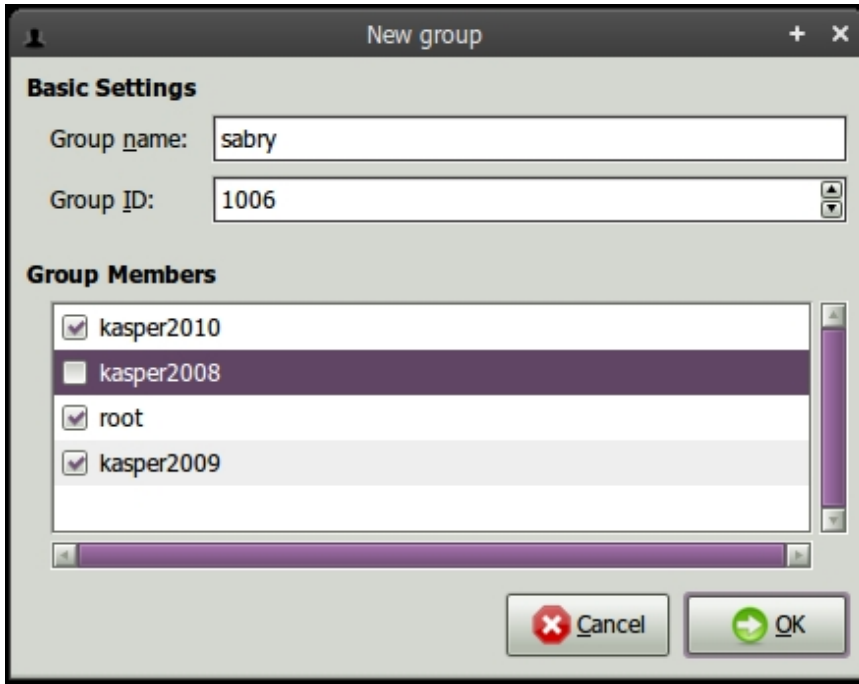 New group
Basic Settings
Group name: sabry
Group ID: 1006
Group Members
kasper2010
kasper2008
root
kasper2009
Cancel OK